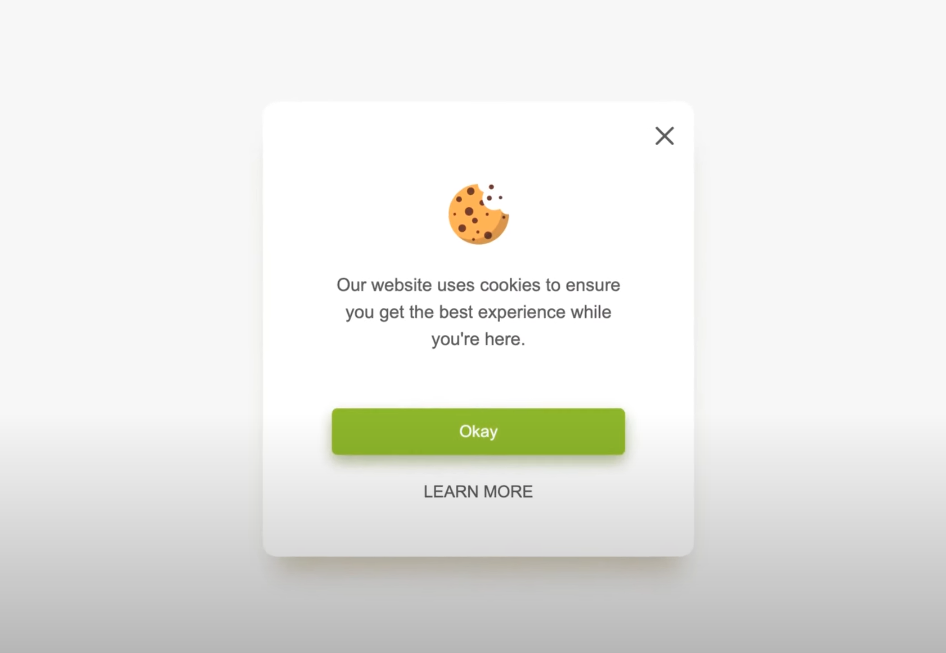 Our website uses cookies to ensure
you get the best experience while
you're here.
Okay
LEARN MORE